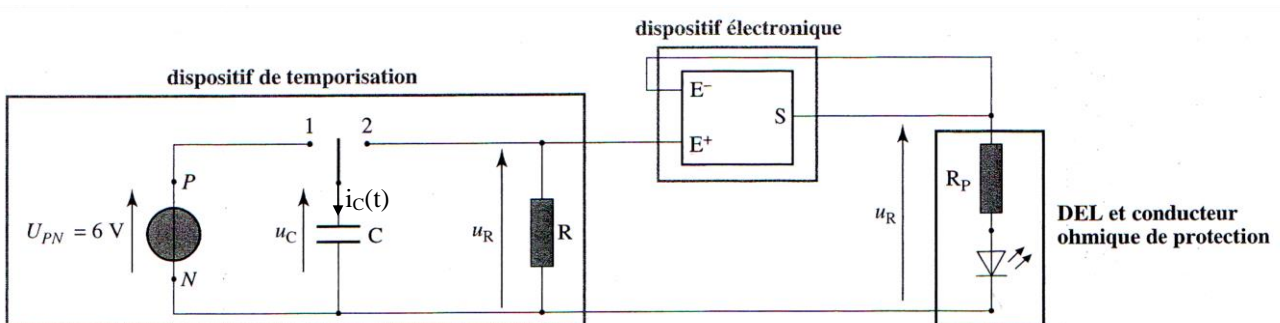 dispositif électronique
dispositif de temporisation
E⁻
1 2
S
E⁺
P
i_C(t)
R_P
U_PN = 6 V
u_C
C
u_R
R
u_R
DEL et conducteur
ohmique de protection
N